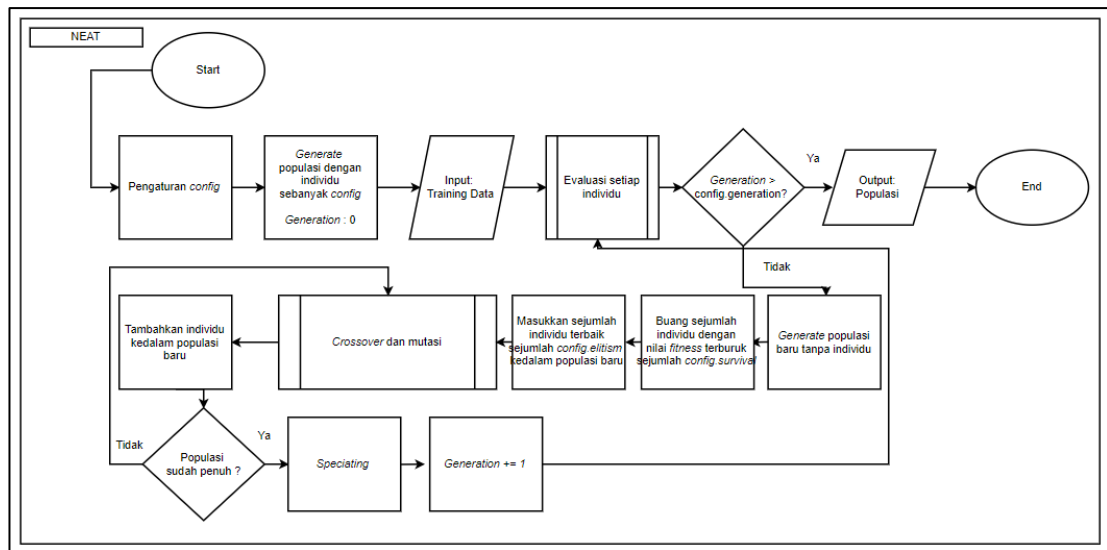 NEAT
Start
Pengaturan config
Generate
populasi dengan
individu
sebanyak config
Generation : 0
Input:
Training Data
Evaluasi setiap
individu
Generation >
config.generation?
Ya
Output:
Populasi
End
Tidak
Generate populasi
baru tanpa individu
Buang sejumlah
individu dengan
nilai fitness terburuk
sejumlah config.survival
Masukkan sejumlah
individu terbaik
sejumlah config.elitism
kedalam populasi baru
Crossover dan mutasi
Tambahkan individu
kedalam populasi
baru
Populasi
sudah penuh ?
Tidak
Ya
Speciating
Generation += 1